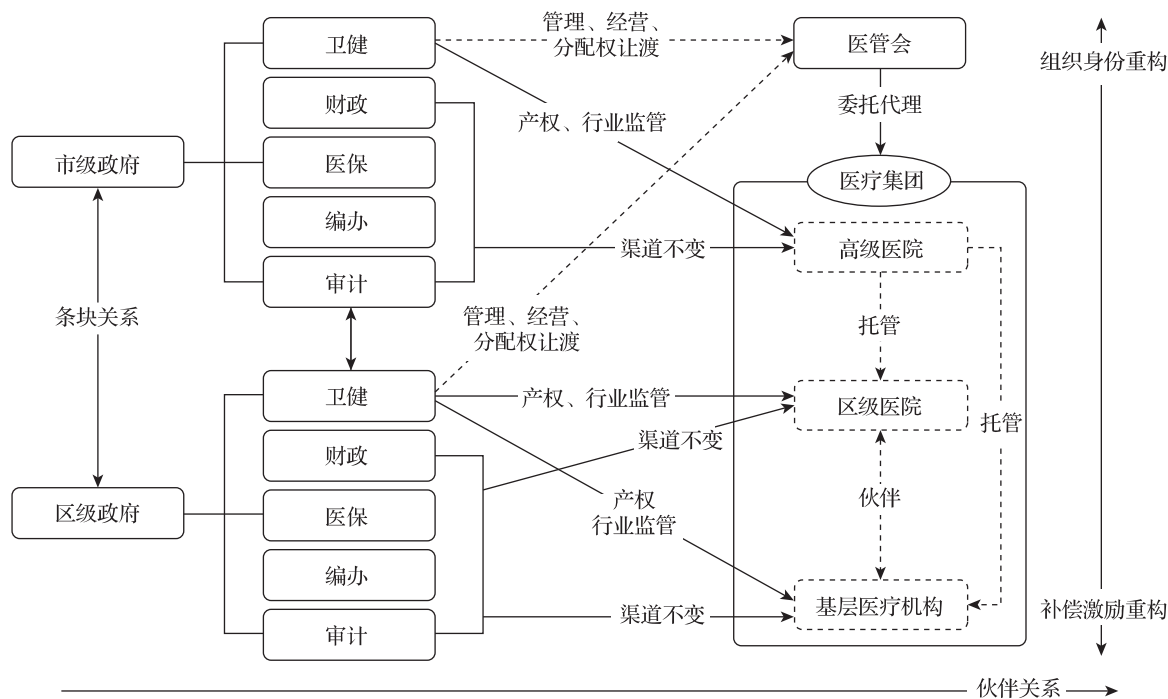 管理、经营、
分配权让渡
卫健
医管会
组织身份重构
财政
委托代理
产权、行业监管
市级政府
医保
医疗集团
编办
高级医院
渠道不变
审计
条块关系
管理、经营、
分配权让渡
托管
卫健
产权、行业监管
区级医院
托管
渠道不变
财政
区级政府
医保
产权
行业监管
伙伴
编办
基层医疗机构
补偿激励重构
渠道不变
审计
伙伴关系